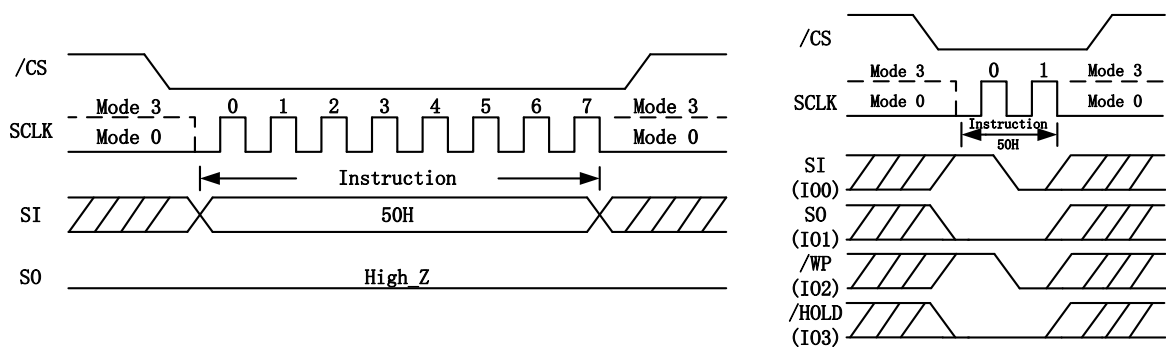 /CS
SCLK
Mode 3
Mode 0
0 1 2 3 4 5 6 7
Mode 3
Mode 0
Instruction
SI
50H
SO
High_Z
/CS
SCLK
Mode 3
Mode 0
0 1
Mode 3
Mode 0
Instruction
50H
SI
(IO0)
SO
(IO1)
/WP
(IO2)
/HOLD
(IO3)